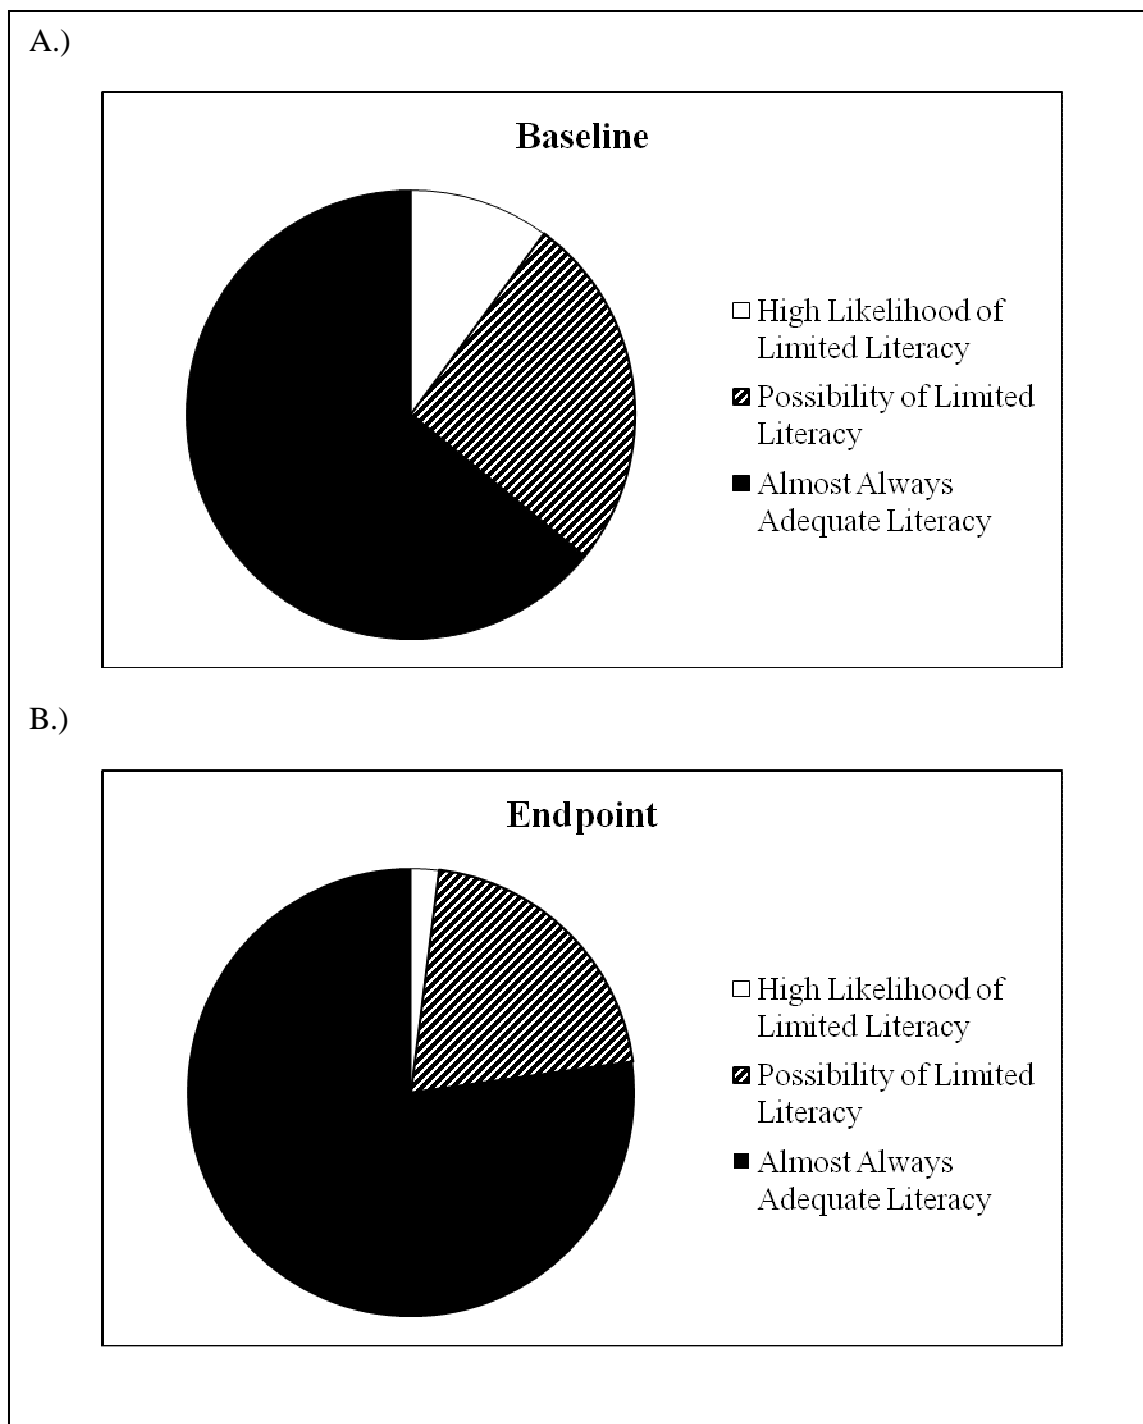 A.)
Baseline
High Likelihood of
Limited Literacy
Possibility of Limited
Literacy
Almost Always
Adequate Literacy
B.)
Endpoint
High Likelihood of
Limited Literacy
Possibility of Limited
Literacy
Almost Always
Adequate Literacy